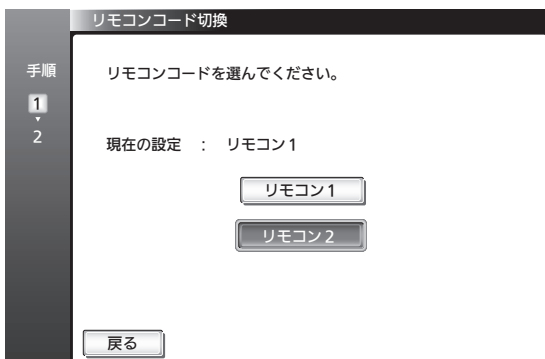 リモコンコード切換
手順
1
2
リモコンコードを選んでください。
現在の設定 : リモコン1
リモコン1
リモコン2
戻る